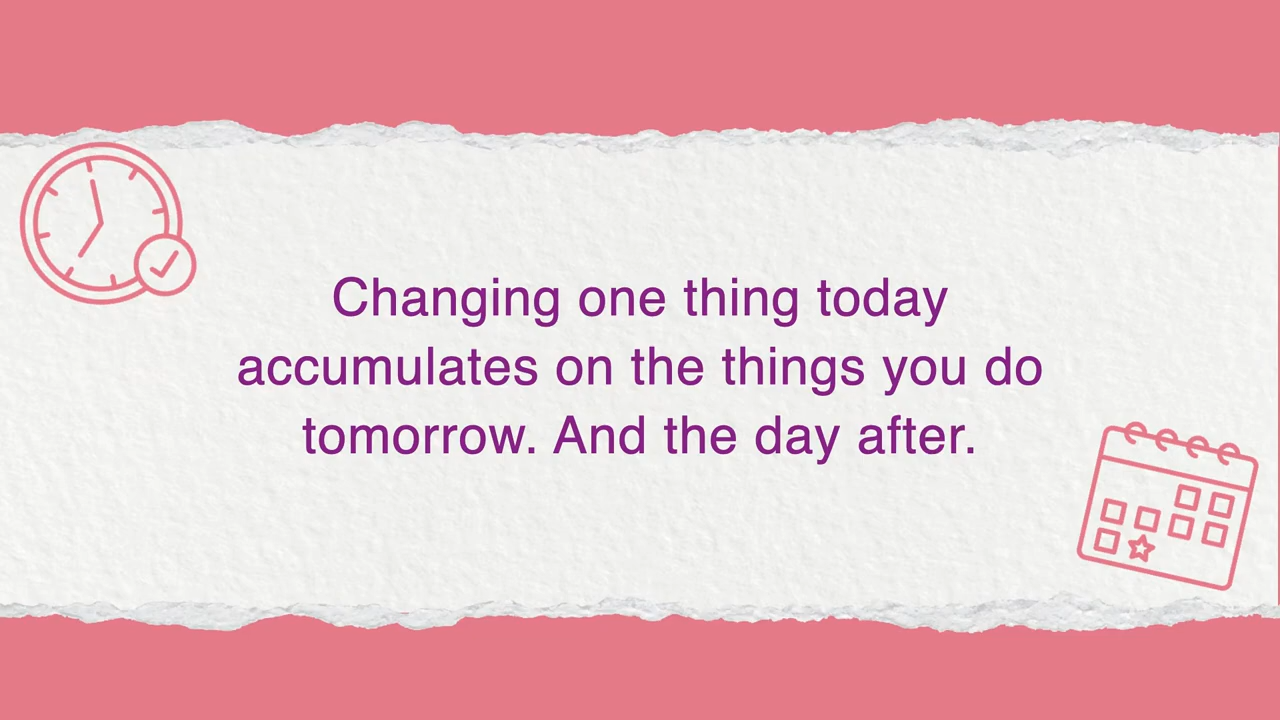 Changing one thing today
accumulates on the things you do
tomorrow. And the day after.